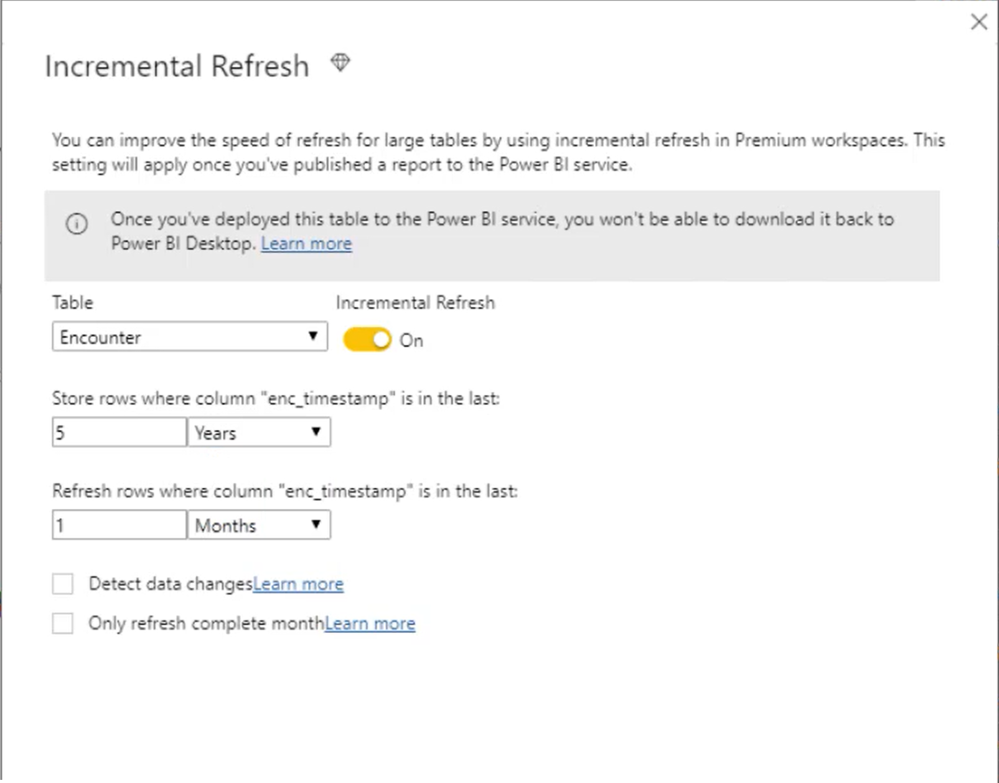 Incremental Refresh
You can improve the speed of refresh for large tables by using incremental refresh in Premium workspaces. This
setting will apply once you've published a report to the Power BI service.
Once you've deployed this table to the Power BI service, you won't be able to download it back to
Power BI Desktop. Learn more
Table
Incremental Refresh
Encounter
On
Store rows where column "enc_timestamp" is in the last:
5 Years
Refresh rows where column "enc_timestamp" is in the last:
1 Months
Detect data changesLearn more
Only refresh complete monthLearn more